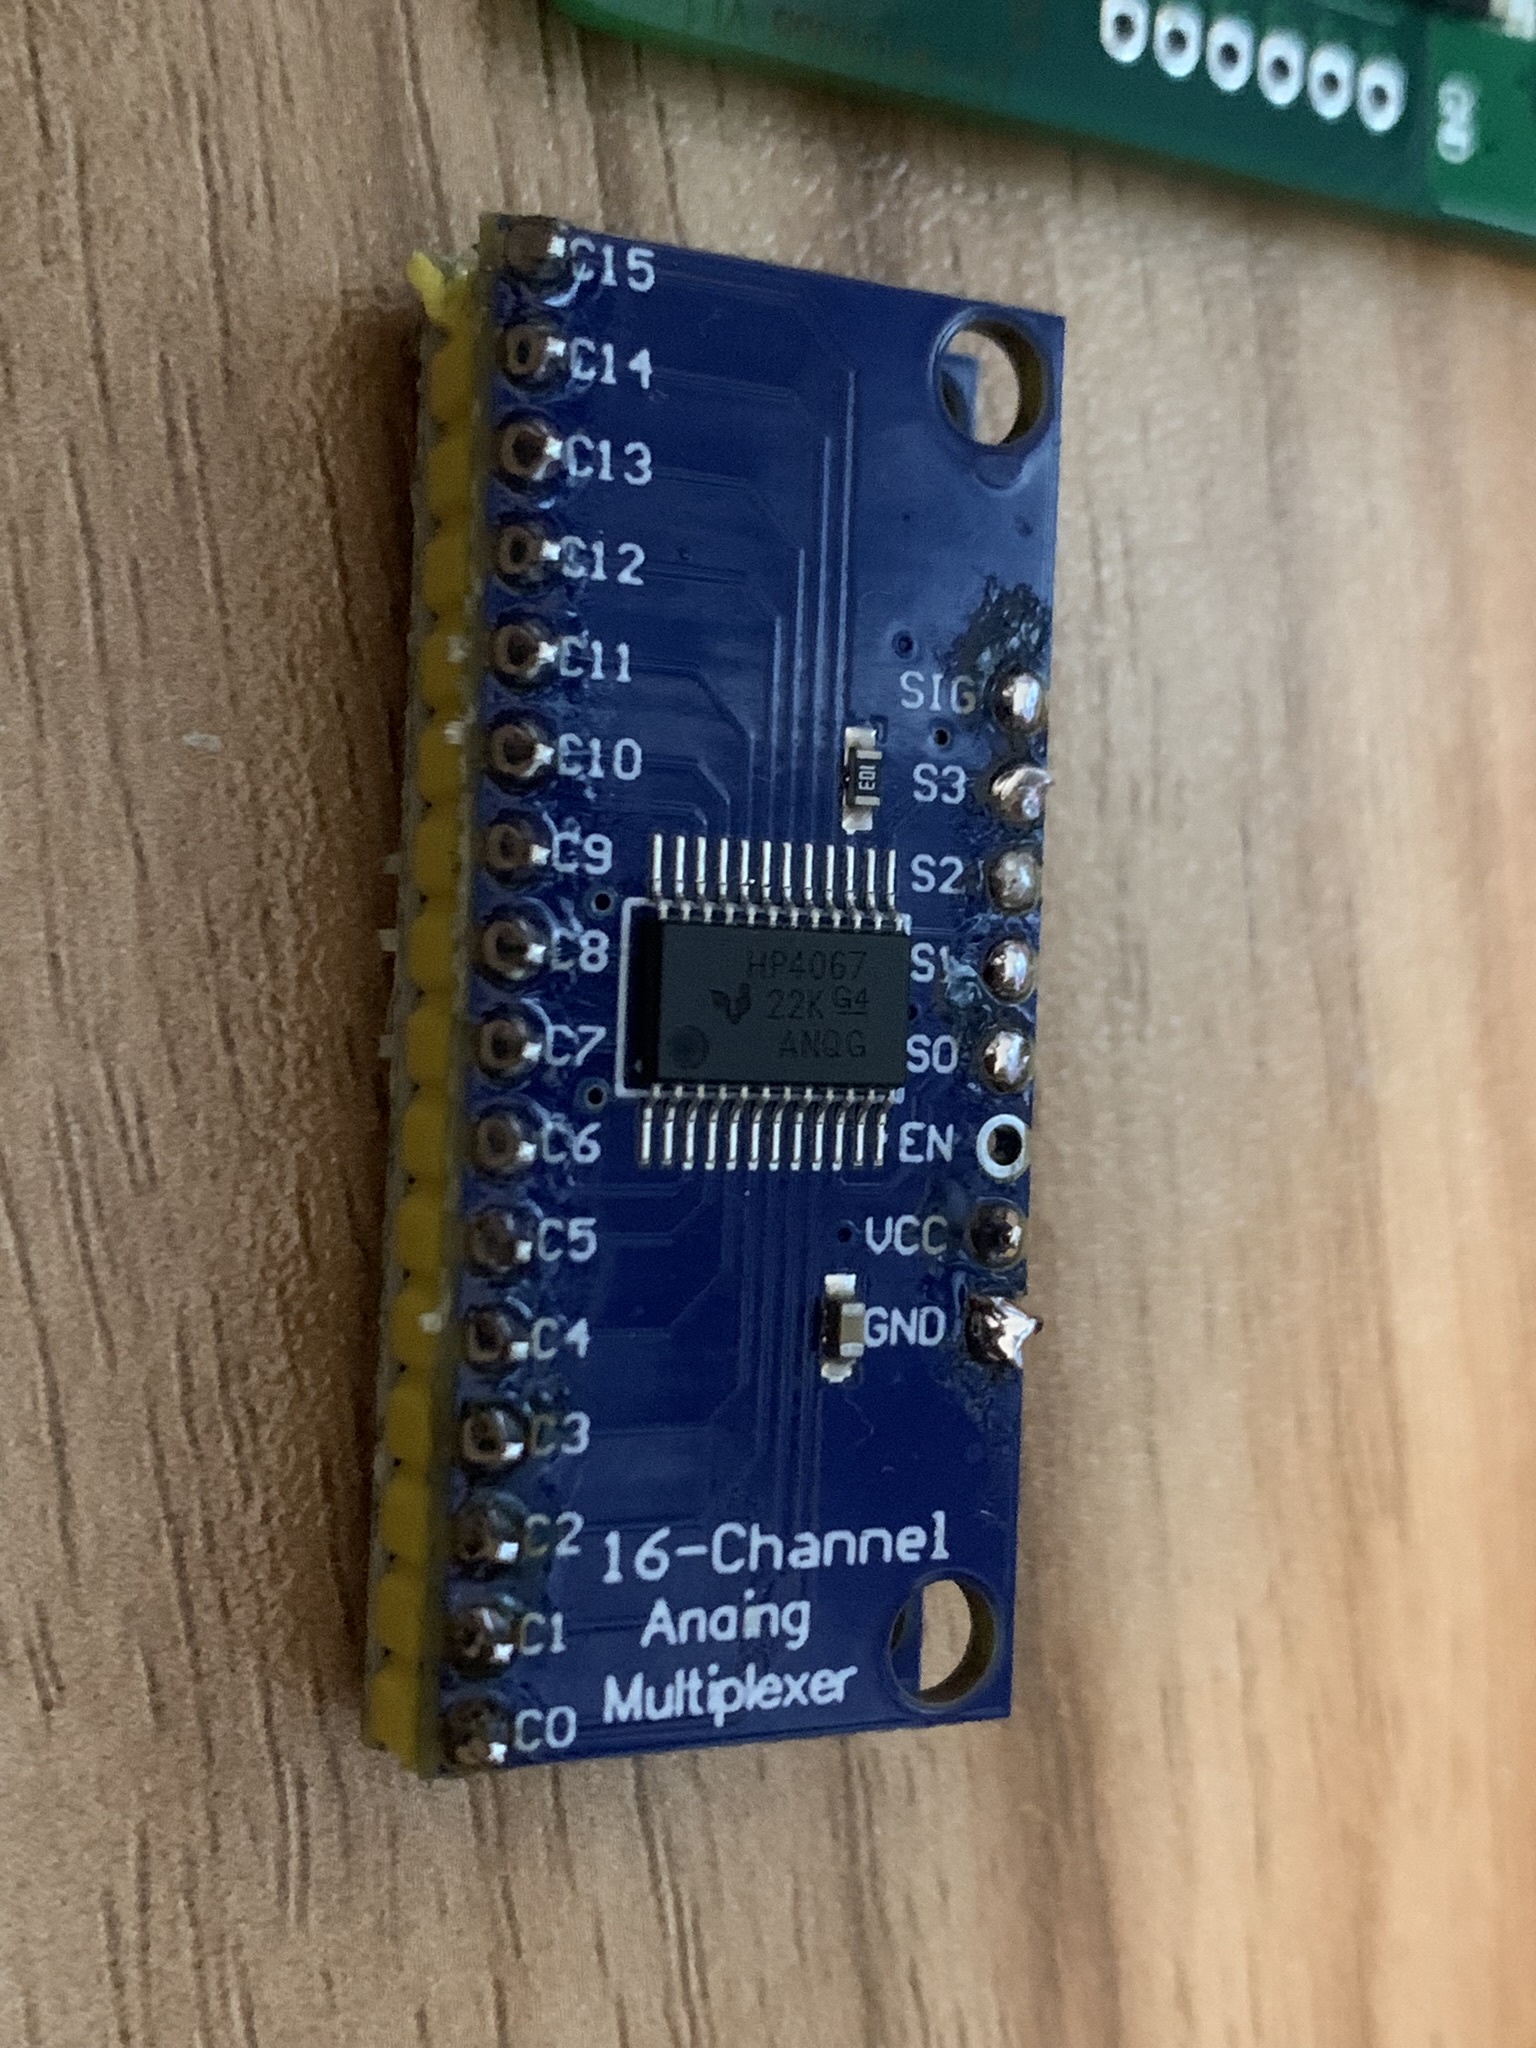 C15
C14
C13
C12
C11
C10
C9
C8
C7
C6
C5
C4
C3
C2
C1
C0
SIG
S3
S2
S1
S0
EN
VCC
GND
103
HP4067
22K G4
ANQG
16-Channel
Anaing
Multiplexer